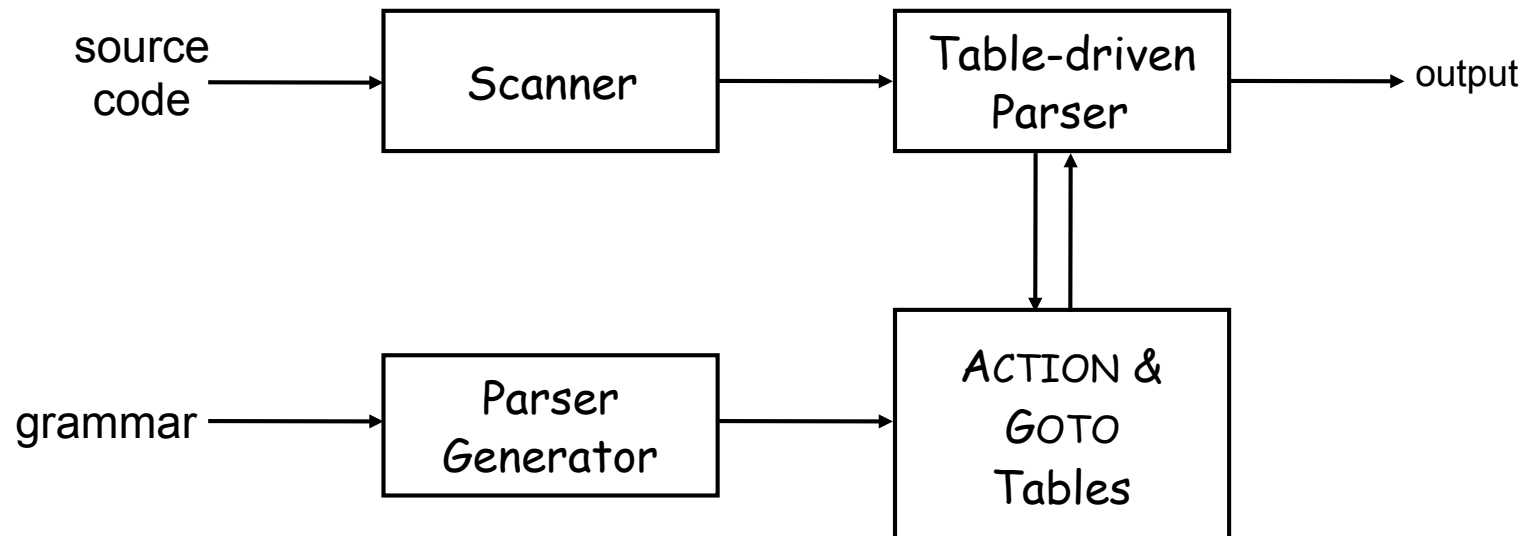 source
code
Scanner
Table-driven
Parser
output
grammar
Parser
Generator
ACTION &
GOTO
Tables